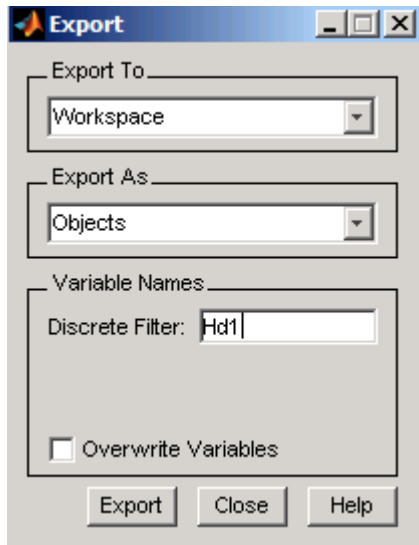 Export
Export To
Workspace
Export As
Objects
Variable Names
Discrete Filter: Hd1
Overwrite Variables
Export Close Help